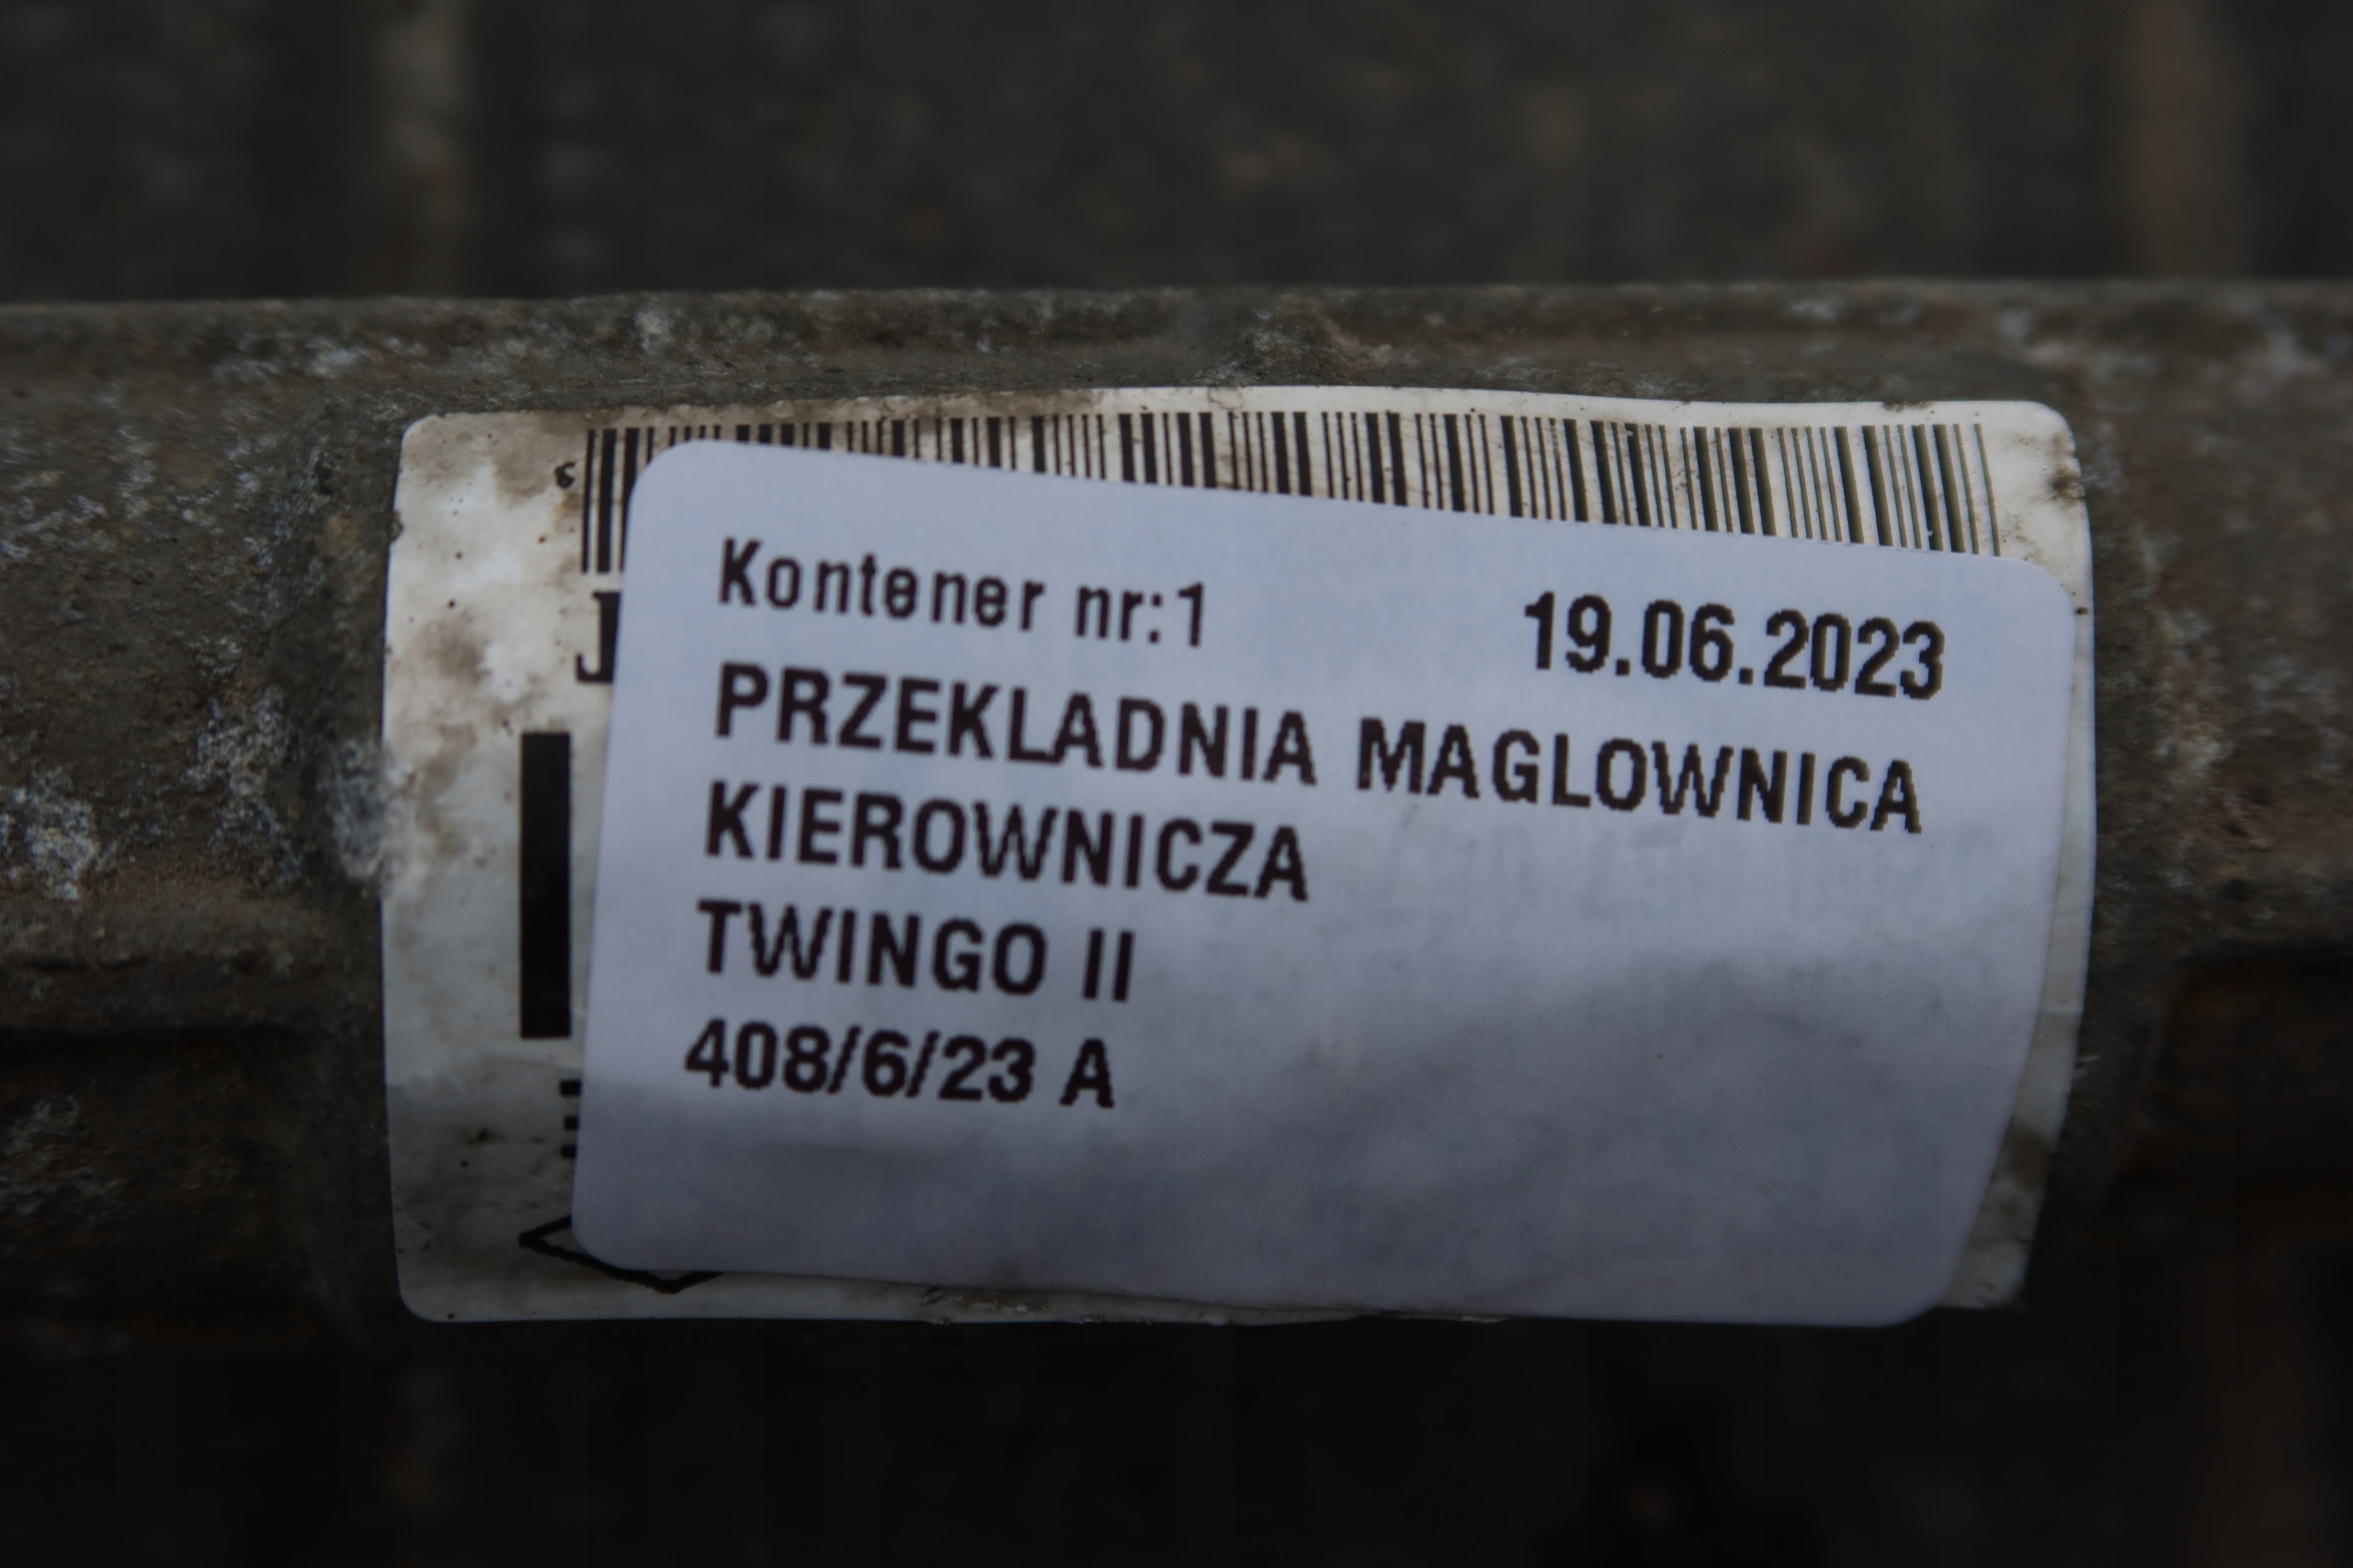 Kontener nr:1 19.06.2023
PRZEKLADNIA MAGLOWNICA
KIEROWNICZA
TWINGO II
408/6/23 A